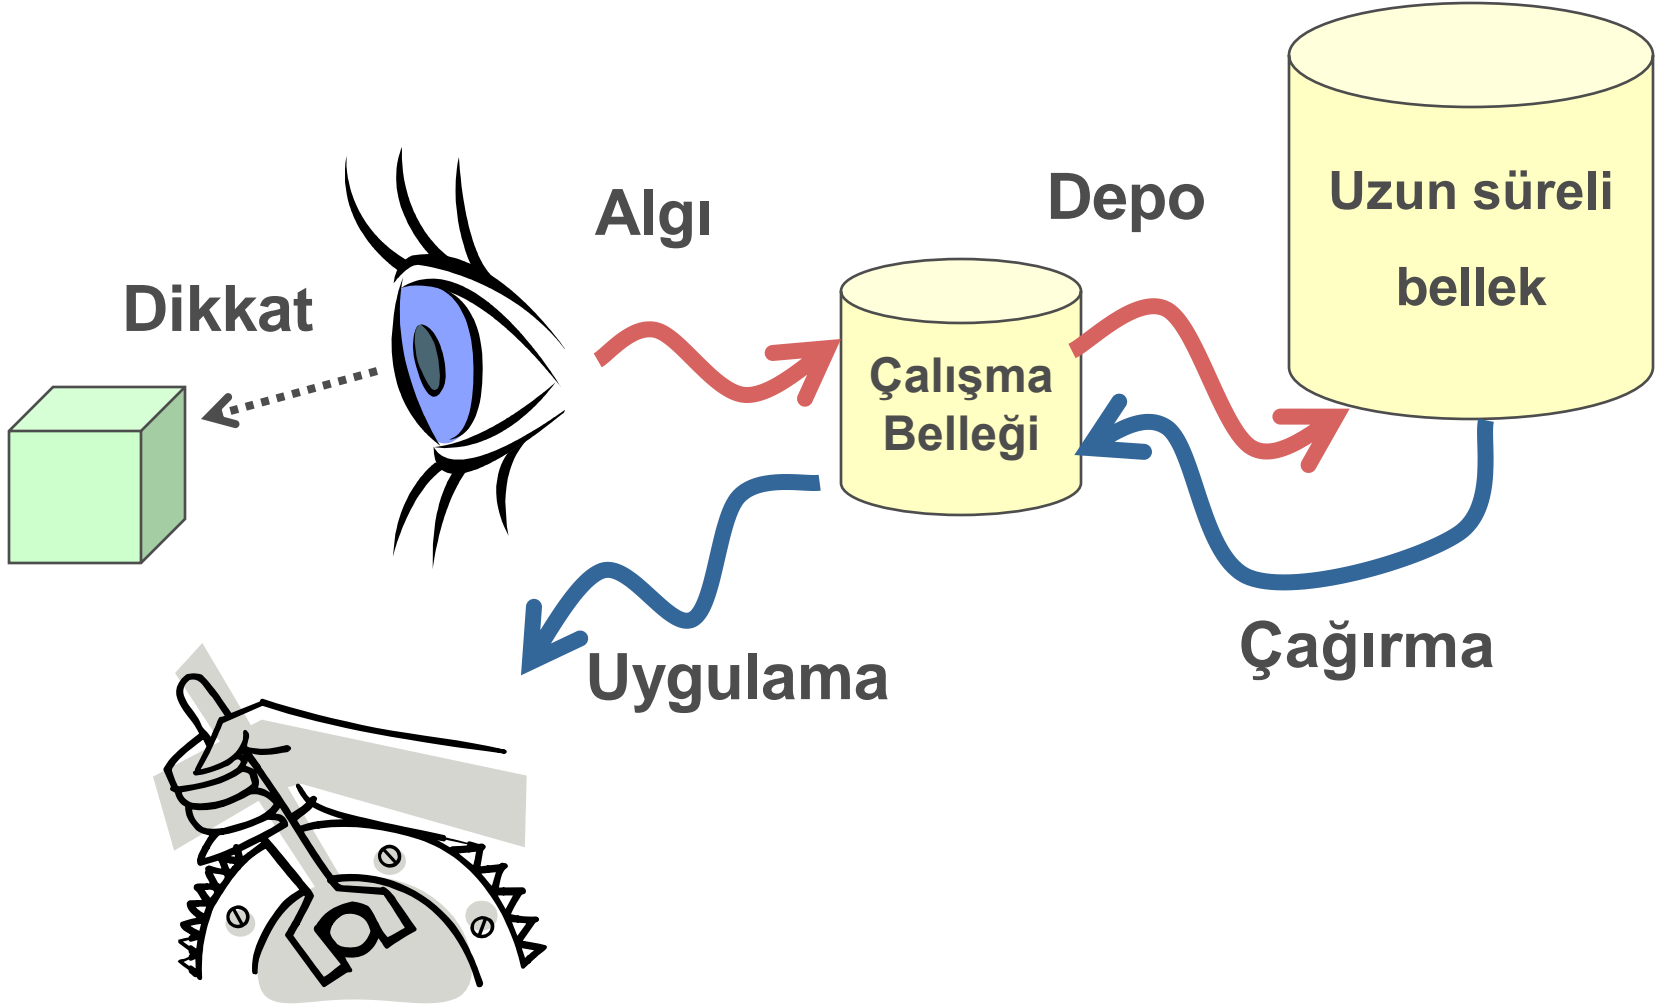 Dikkat
Algı
Depo
Uzun süreli
bellek
Çalışma
Belleği
Uygulama
Çağırma